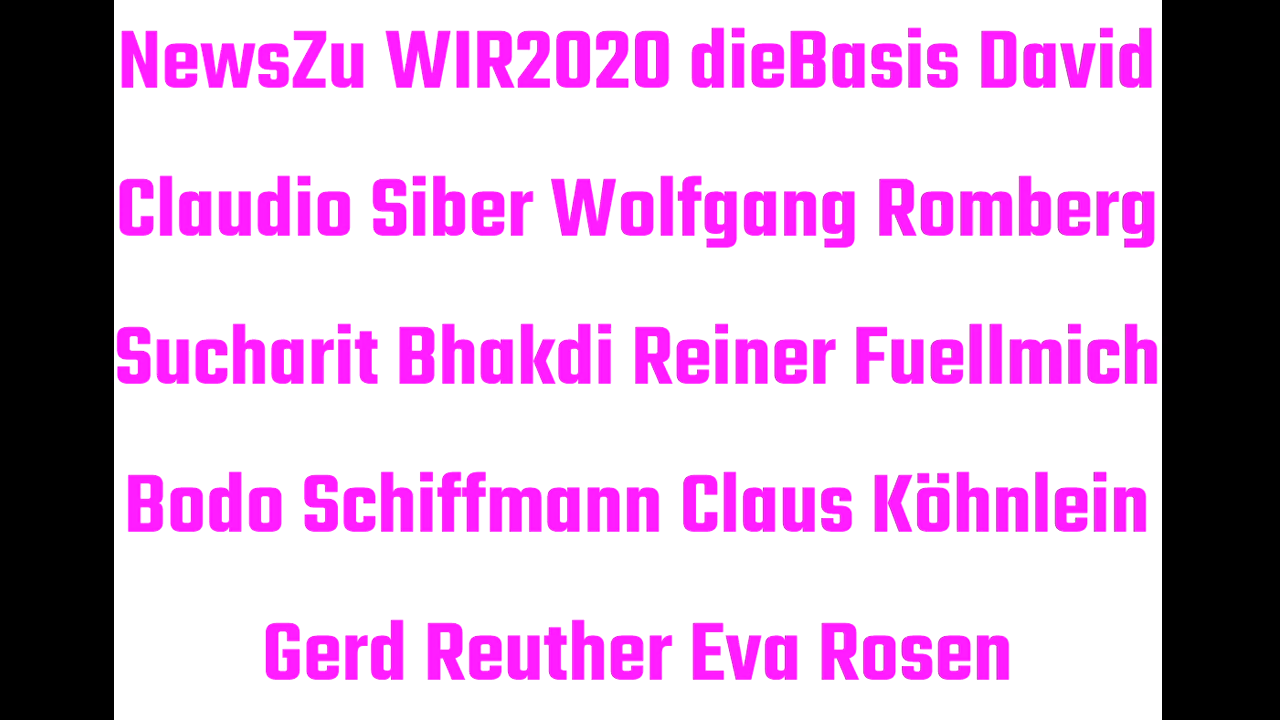 NewsZu WIR2020 dieBasis David
Claudio Siber Wolfgang Romberg
Sucharit Bhakdi Reiner Fuellmich
Bodo Schiffmann Claus Köhnlein
Gerd Reuther Eva Rosen